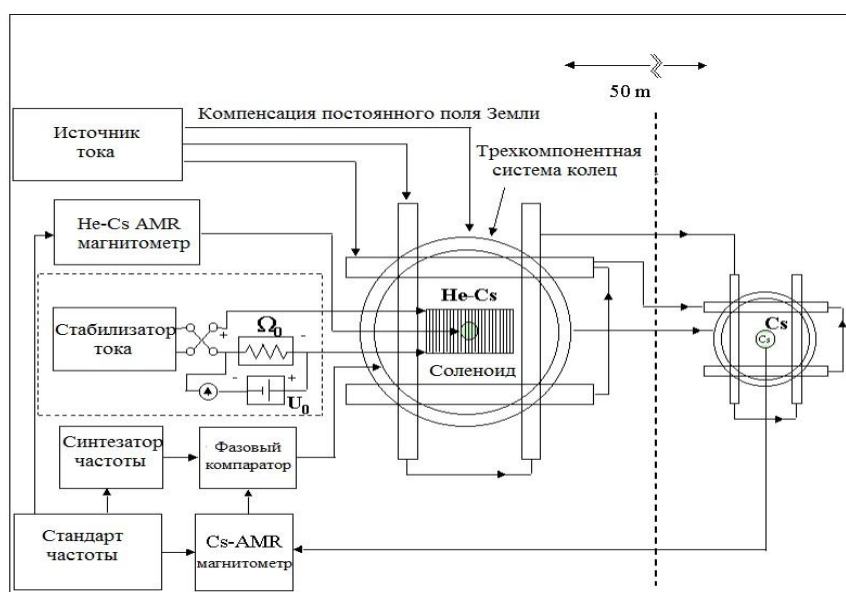 50 m
Компенсация постоянного поля Земли
Источник
тока
Трехкомпонентная
система колец
He-Cs AMR
магнитометр
He-Cs
Стабилизатор
тока
+
Ω0
-
Соленоид
-
+
U0
Cs
Cs
Синтезатор
частоты
Фазовый
компаратор
Стандарт
частоты
Cs-AMR
магнитометр